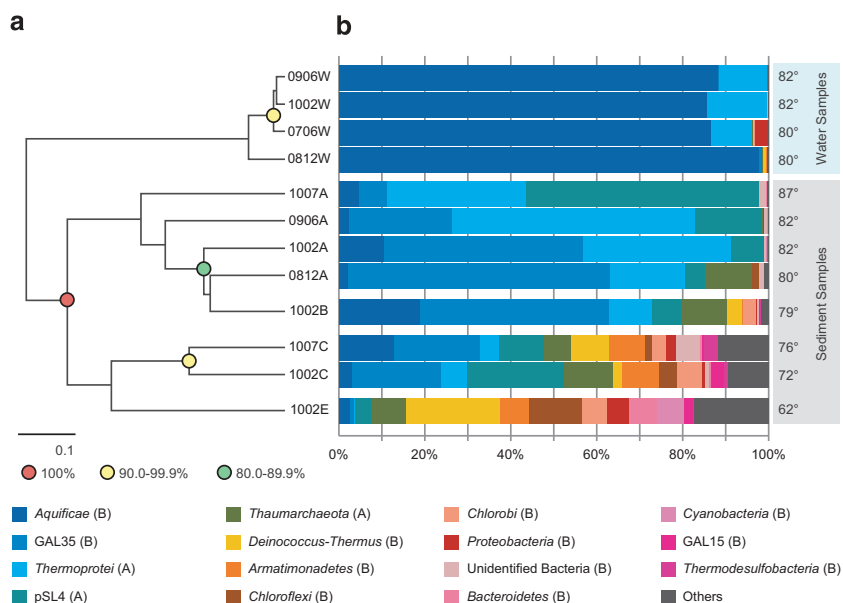 a
b
0906W
1002W
0706W
0812W
1007A
0906A
1002A
0812A
1002B
1007C
1002C
1002E
82°
82°
80°
80°
87°
82°
82°
80°
79°
76°
72°
62°
Water Samples
Sediment Samples
0.1
0% 20% 40% 60% 80% 100%
100% 90.0-99.9% 80.0-89.9%
Aquificae (B) Thaumarchaeota (A) Chlorobi (B) Cyanobacteria (B)
GAL35 (B) Deinococcus-Thermus (B) Proteobacteria (B) GAL15 (B)
Thermoprotei (A) Armatimonadetes (B) Unidentified Bacteria (B) Thermodesulfobacteria (B)
pSL4 (A) Chloroflexi (B) Bacteroidetes (B) Others